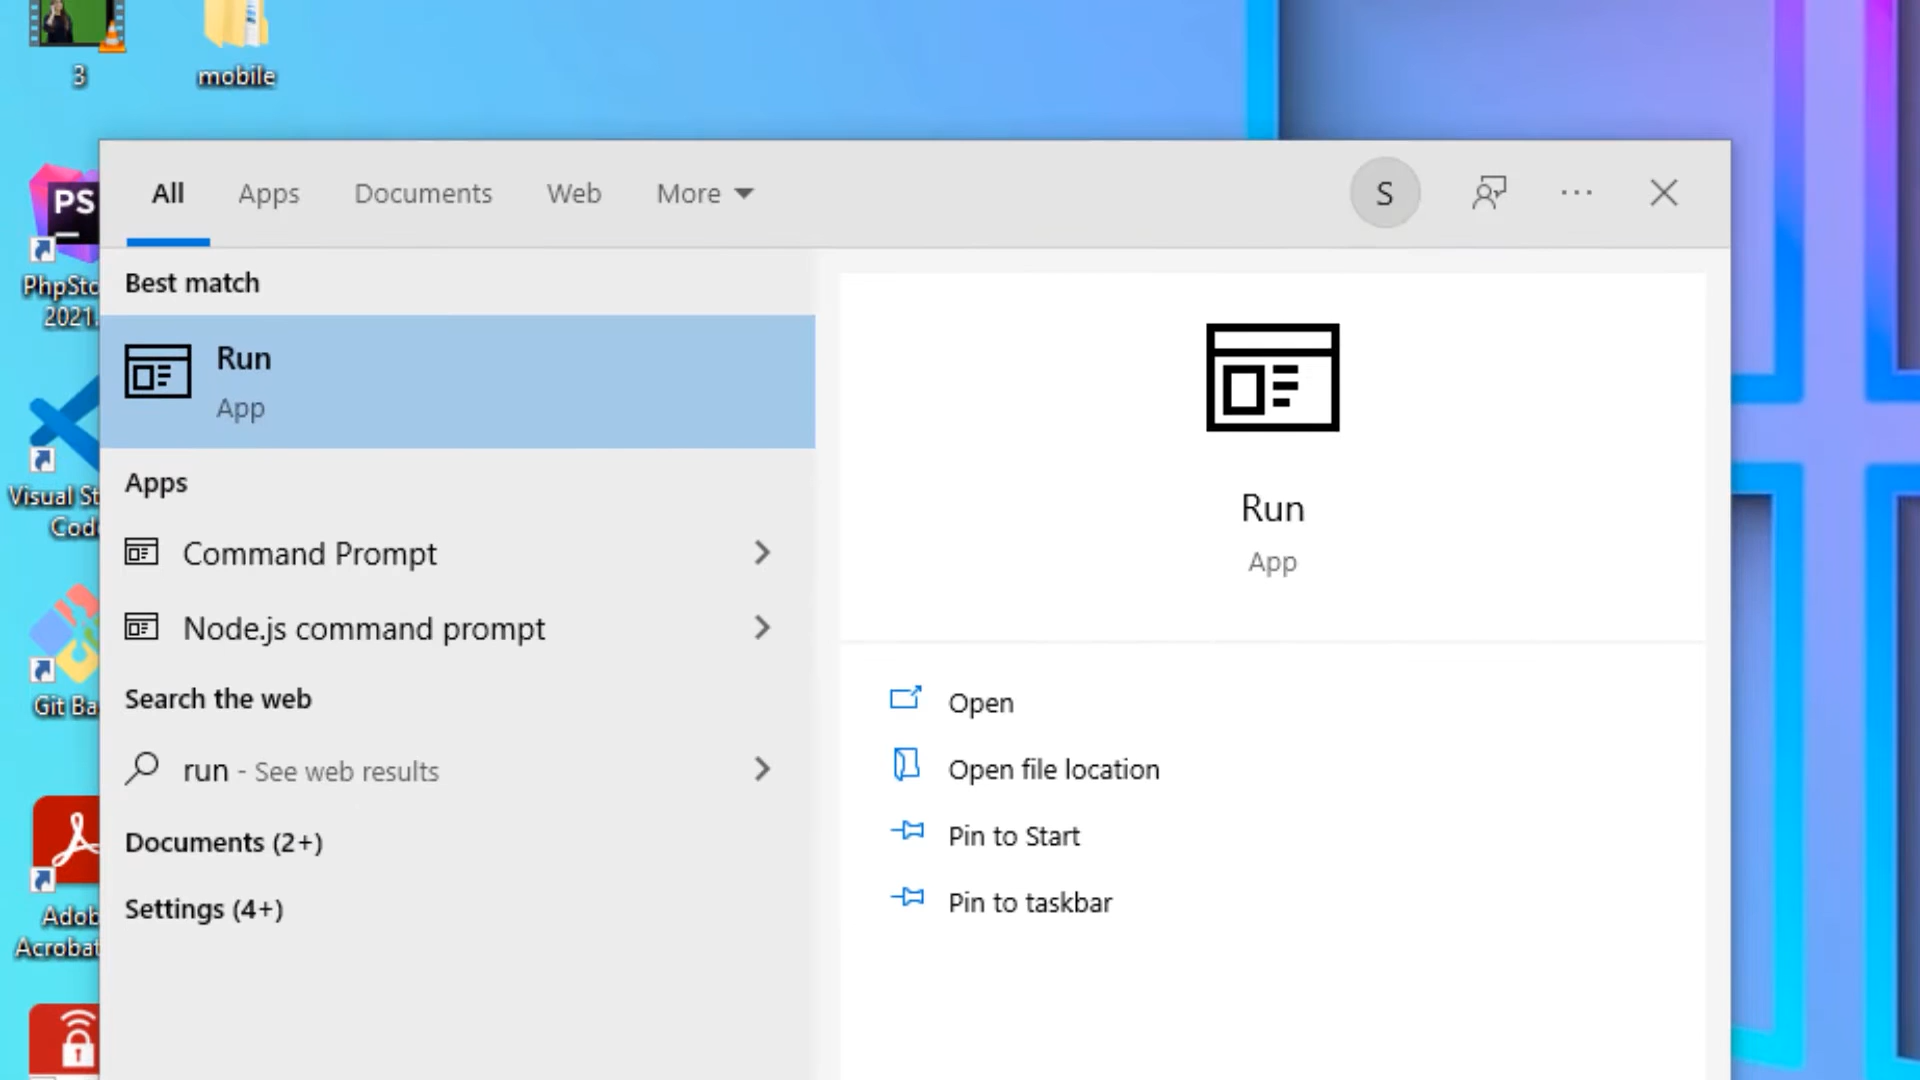 3
mobile
All Apps Documents Web More S
PS
PhpSto
2021.
Best match
Run
App
Run
App
Apps
Visual St
Code
Command Prompt
Node.js command prompt
Git Ba
Search the web
run - See web results
Open
Open file location
Pin to Start
Pin to taskbar
Documents (2+)
Settings (4+)
Adob
Acrobat